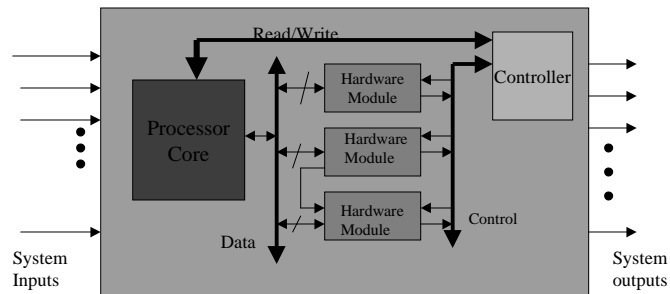 Read/Write
Hardware
Module
Controller
Processor
Core
Hardware
Module
Hardware
Module
Data
Control
System
Inputs
System
outputs